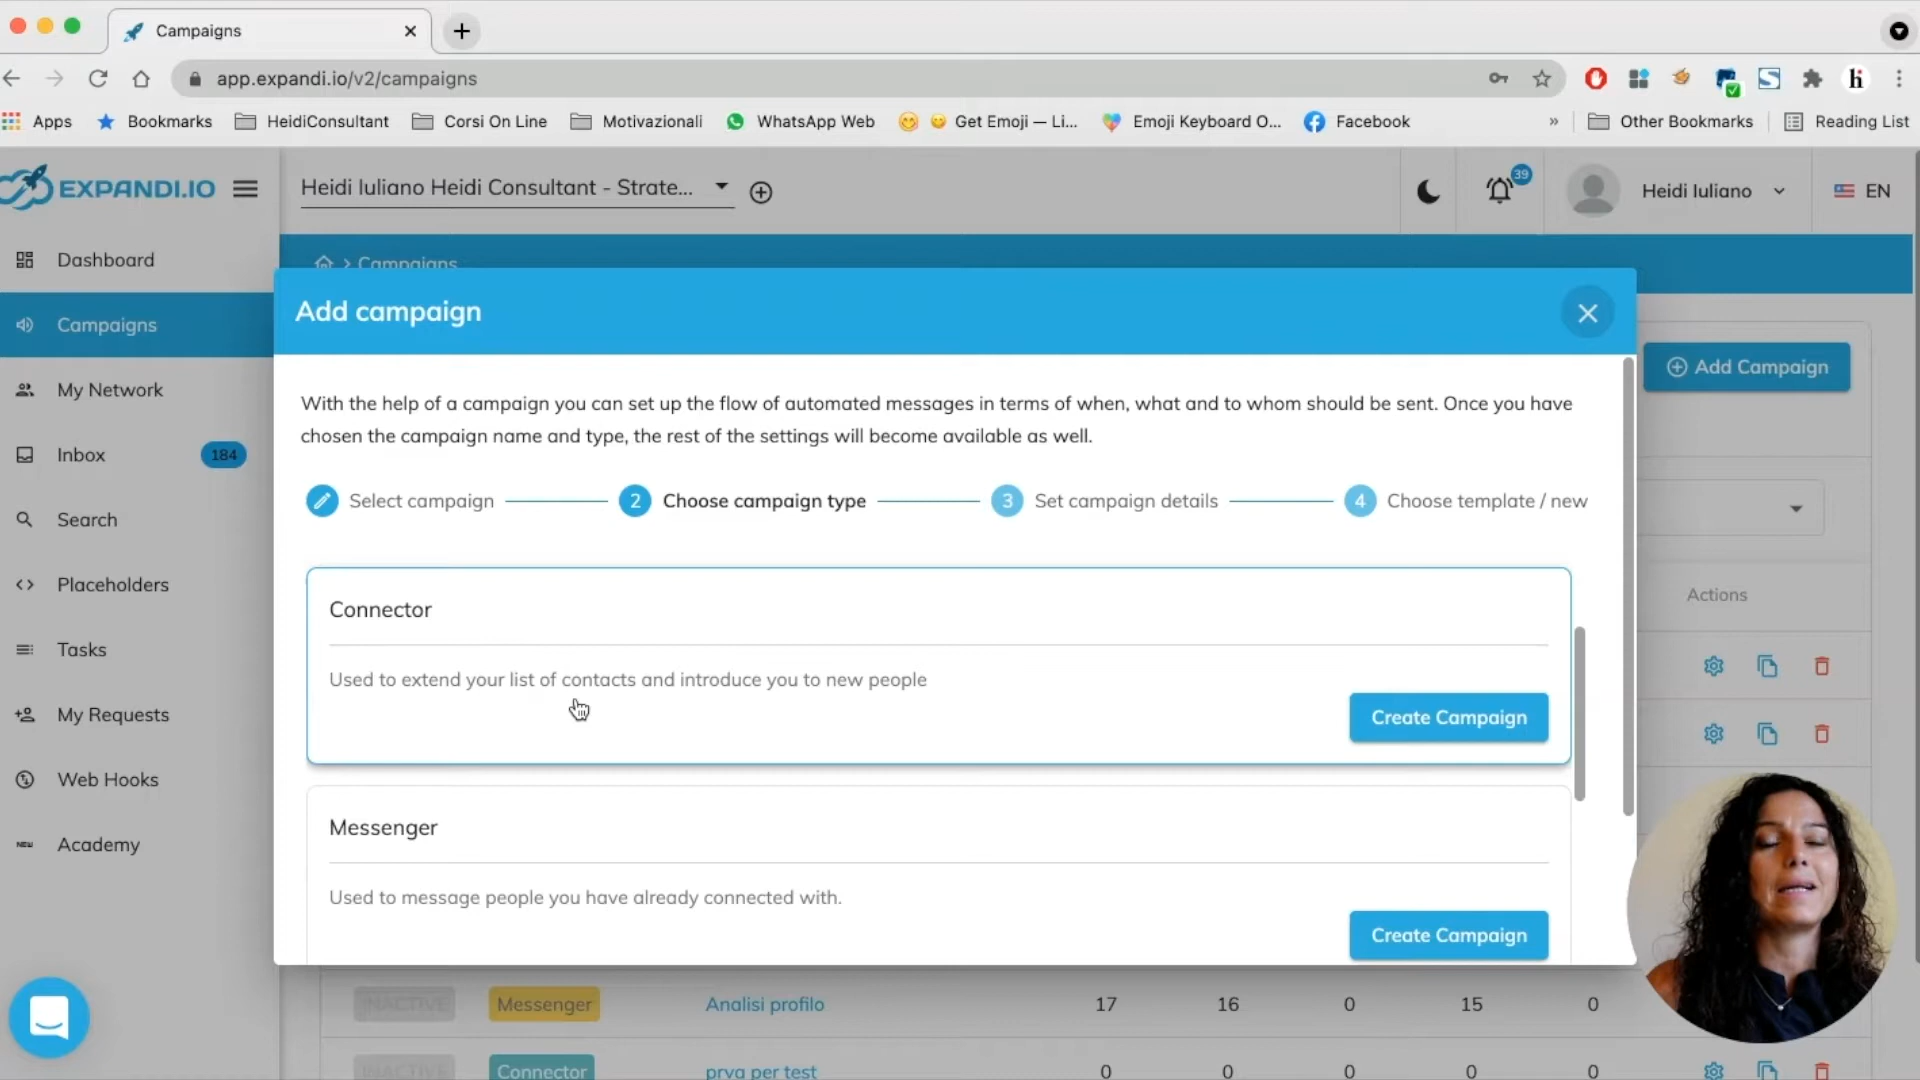 Campaigns
app.expandi.io/v2/campaigns
Apps
Bookmarks
HeidiConsultant
Corsi On Line
Motivazionali
WhatsApp Web
Get Emoji — Li...
Emoji Keyboard O...
Facebook
»
Other Bookmarks
Reading List
EXPANDI.IO
Heidi Iuliano Heidi Consultant - Strate...
39
Heidi Iuliano
EN
Dashboard
Campaigns
My Network
Inbox
184
Search
Placeholders
Tasks
My Requests
Web Hooks
NEW
Academy
> Campaigns
Add campaign
Add Campaign
With the help of a campaign you can set up the flow of automated messages in terms of when, what and to whom should be sent. Once you have
chosen the campaign name and type, the rest of the settings will become available as well.
Select campaign
2 Choose campaign type
3 Set campaign details
4 Choose template / new
Actions
Connector
Used to extend your list of contacts and introduce you to new people
Create Campaign
Messenger
Used to message people you have already connected with.
Create Campaign
INACTIVE Messenger Analisi profilo 17 16 0 15 0
INACTIVE Connector prva per test 0 0 0 0 0